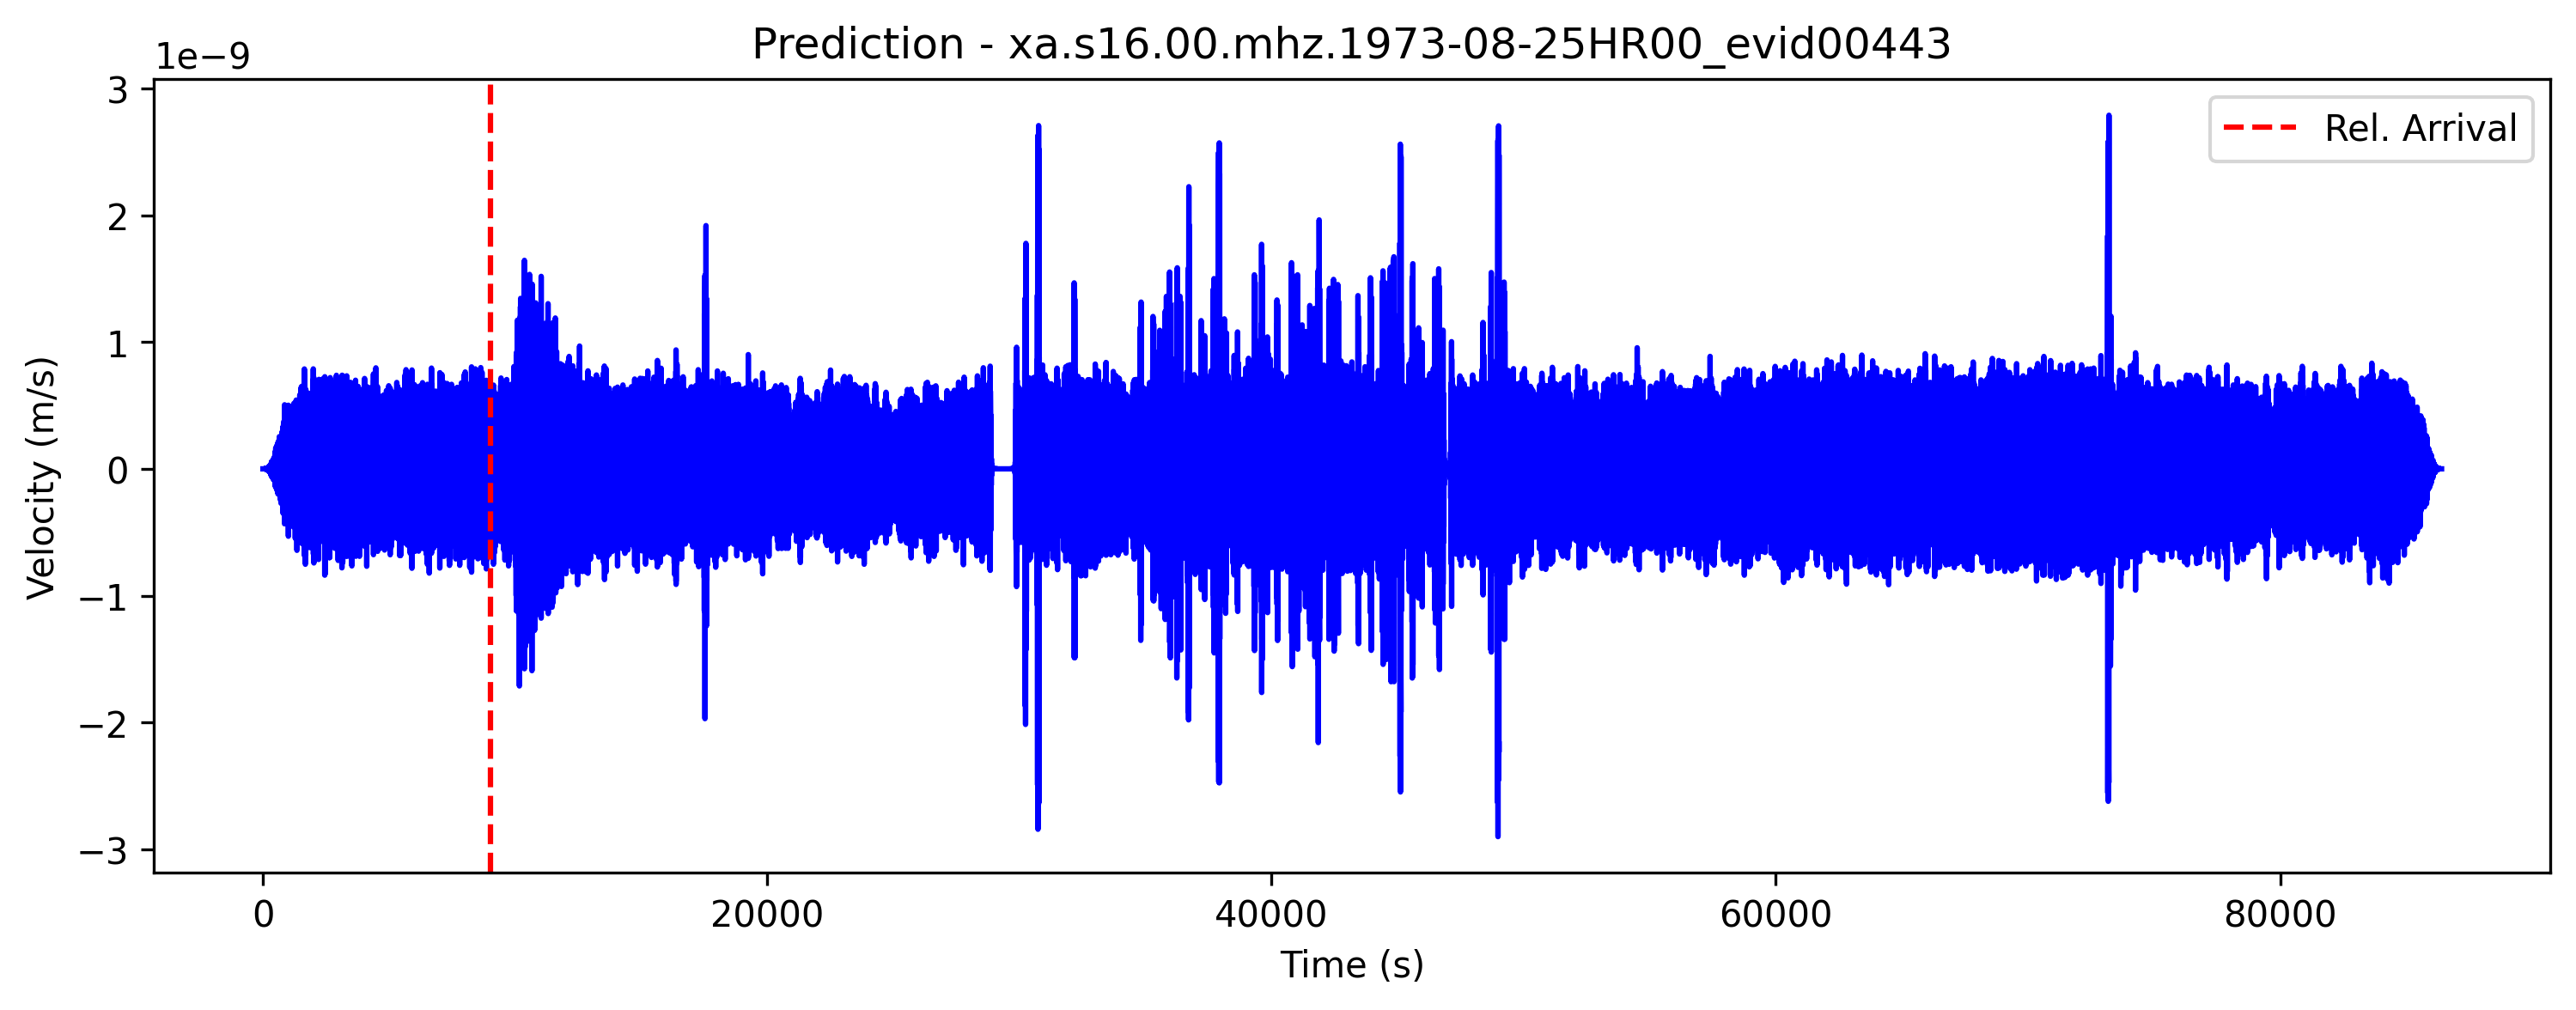 Prediction - xa.s16.00.mhz.1973-08-25HR00_evid00443
1e−9
3
2
1
0
−1
−2
−3
Velocity (m/s)
Rel. Arrival
0 20000 40000 60000 80000
Time (s)